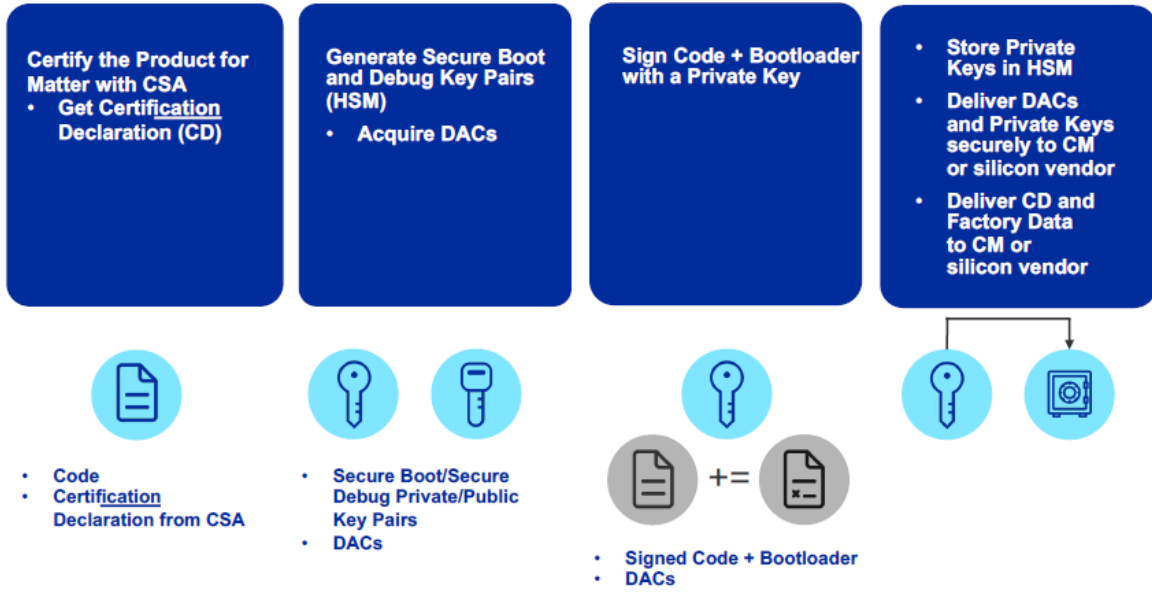 Certify the Product for
Matter with CSA
• Get Certification
Declaration (CD)
Generate Secure Boot
and Debug Key Pairs
(HSM)
• Acquire DACs
Sign Code + Bootloader
with a Private Key
• Store Private
Keys in HSM
• Deliver DACs
and Private Keys
securely to CM
or silicon vendor
• Deliver CD and
Factory Data
to CM or
silicon vendor
• Code
• Certification
Declaration from CSA
• Secure Boot/Secure
Debug Private/Public
Key Pairs
• DACs
+=
• Signed Code + Bootloader
• DACs